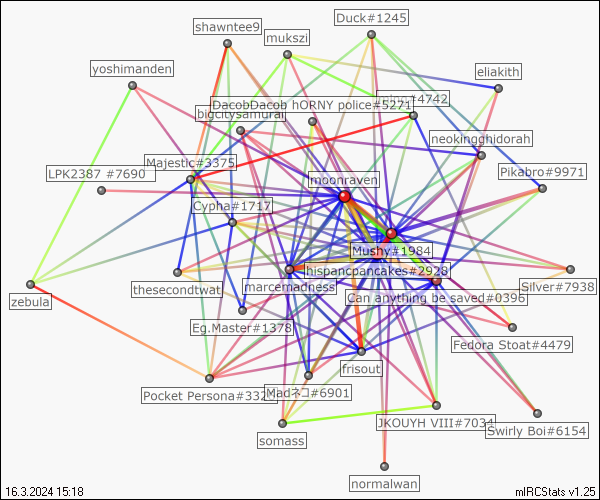 Duck#1245
shawntee9
mukszi
yoshimanden
eliakith
#4742
DacobDacob hORNY police#5271
bigcitysamurai
neokingghidorah
Majestic#3375
LPK2387 #7690
Pikabro#9971
moonraven
Cypha#1717
Mushy#1984
hispancpancakes#2928
thesecondtwat
marcernadness
Silver#7938
zebula
Can anything be saved#0396
Eg.Master#1378
Fedora Stoat#4479
frisout
Pocket Persona#332
Madネコ#6901
JKOUYH VIII#7034
Swirly Boi#6154
somass
normalwan
16.3.2024 15:18
mIRCStats v1.25